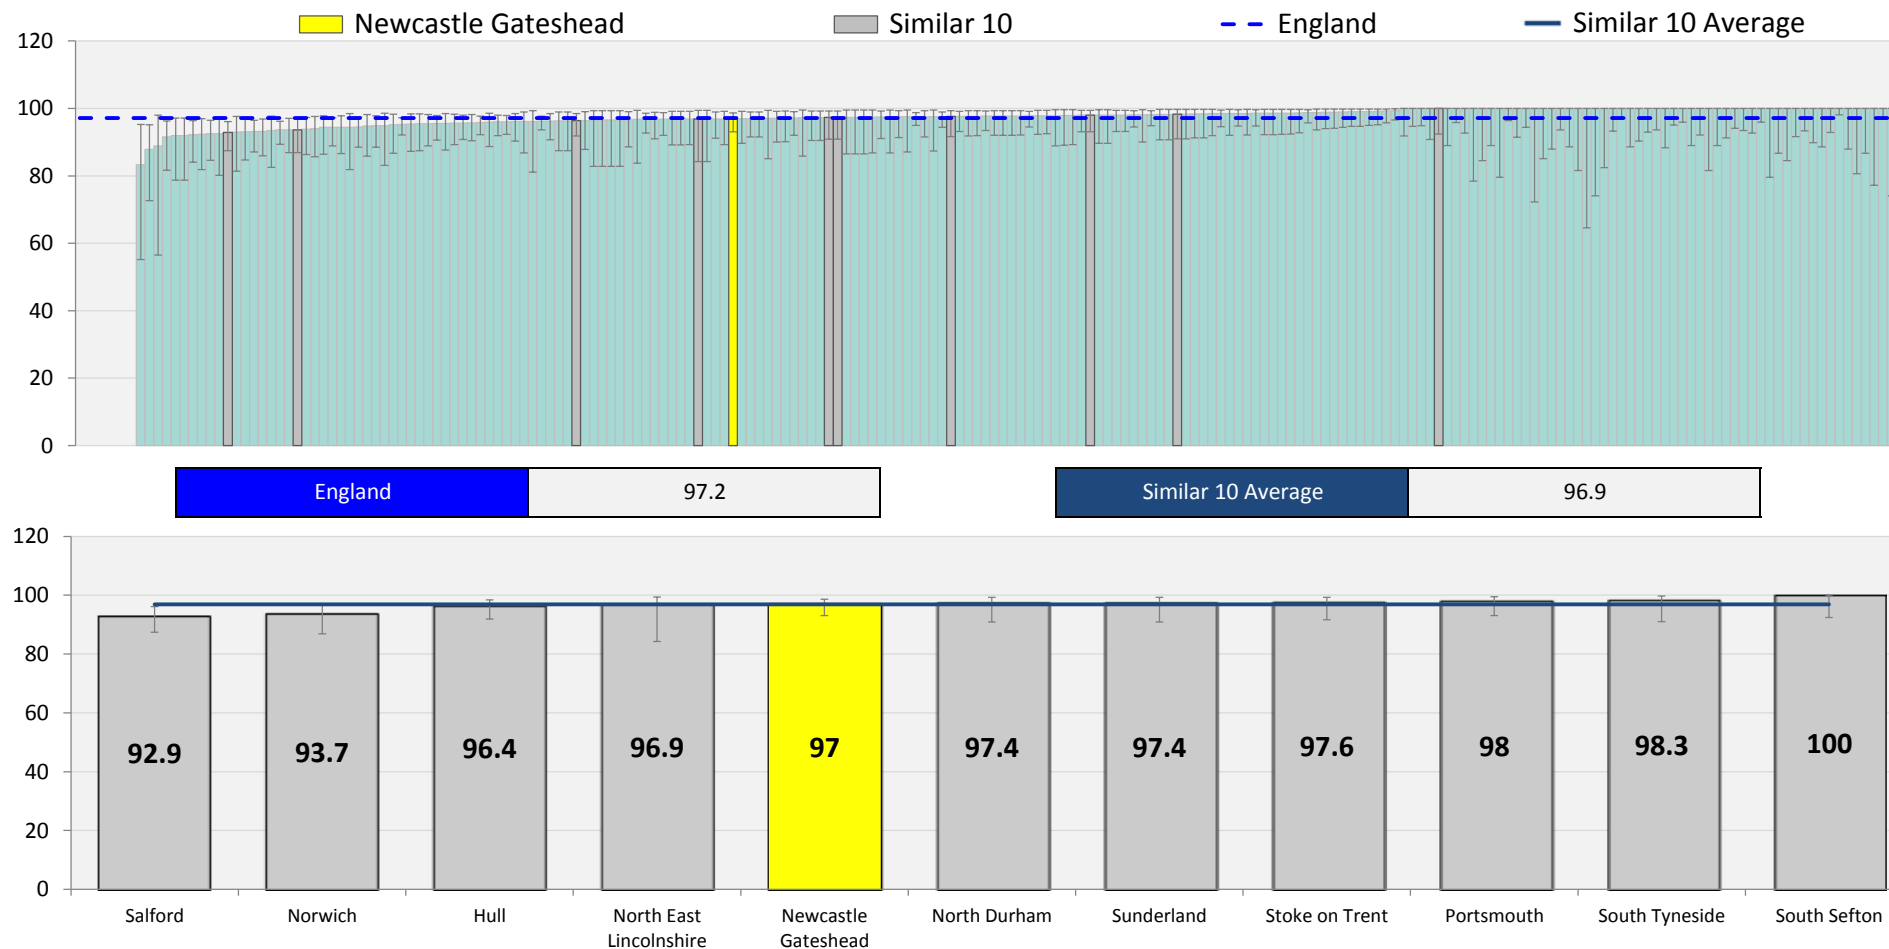 Newcastle Gateshead
Similar 10
England
Similar 10 Average
120
100
80
60
40
20
0
England 97.2
Similar 10 Average 96.9
120
100
80
60
40
20
0
92.9 93.7 96.4 96.9 97 97.4 97.4 97.6 98 98.3 100
Salford
Norwich
Hull
North East
Lincolnshire
Newcastle
Gateshead
North Durham
Sunderland
Stoke on Trent
Portsmouth
South Tyneside
South Sefton